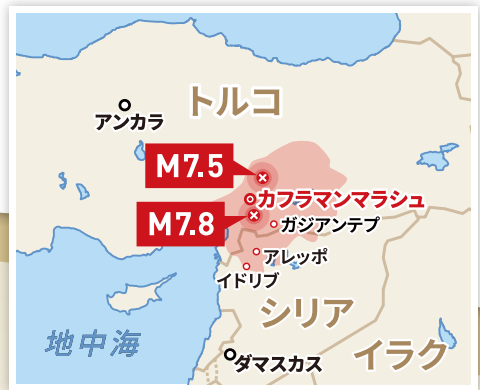 トルコ
アンカラ
M7.5
カフラマンマラシュ
M7.8
ガジアンテプ
アレッポ
イドリブ
シリア
地中海
ダマスカス
イラク